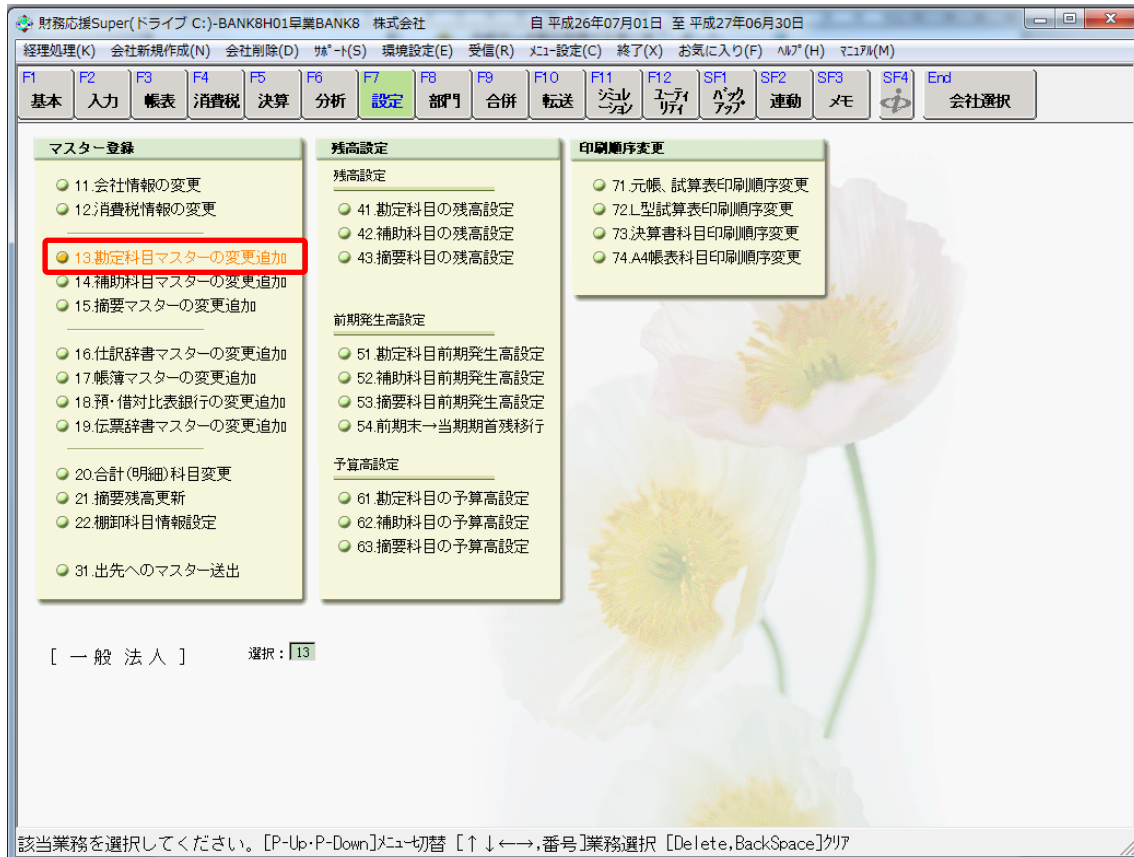 財務応援Super(ドライブ C:)-BANK8H01早業BANK8 株式会社 自 平成26年07月01日 至 平成27年06月30日
経理処理(K) 会社新規作成(N) 会社削除(D) ｻﾎﾟｰﾄ(S) 環境設定(E) 受信(R) ﾒﾆｭｰ設定(C) 終了(X) お気に入り(F) ﾍﾙﾌﾟ(H) ﾏﾆｭｱﾙ(M)
F1 F2 F3 F4 F5 F6 F7 F8 F9 F10 F11 F12 SF1 SF2 SF3 SF4 End
基本 入力 帳表 消費税 決算 分析 設定 部門 合併 転送 シミュレーション ユーティリティ バックアップ 連動 メモ 会社選択
マスター登録
11.会社情報の変更
12.消費税情報の変更
13.勘定科目マスターの変更追加
14.補助科目マスターの変更追加
15.摘要マスターの変更追加
16.仕訳辞書マスターの変更追加
17.帳簿マスターの変更追加
18.預・借対比表銀行の変更追加
19.伝票辞書マスターの変更追加
20.合計(明細)科目変更
21.摘要残高更新
22.棚卸科目情報設定
31.出先へのマスター送出
残高設定
残高設定
41.勘定科目の残高設定
42.補助科目の残高設定
43.摘要科目の残高設定
前期発生高設定
51.勘定科目前期発生高設定
52.補助科目前期発生高設定
53.摘要科目前期発生高設定
54.前期末→当期期首残移行
予算高設定
61.勘定科目の予算高設定
62.補助科目の予算高設定
63.摘要科目の予算高設定
印刷順序変更
71.元帳、試算表印刷順序変更
72.L型試算表印刷順序変更
73.決算書科目印刷順序変更
74.A4帳表科目印刷順序変更
[ 一般 法人 ] 選択: 13
該当業務を選択してください。[P-Up･P-Down]ﾒﾆｭｰ切替 [↑↓←→,番号]業務選択 [Delete,BackSpace]ｸﾘｱ